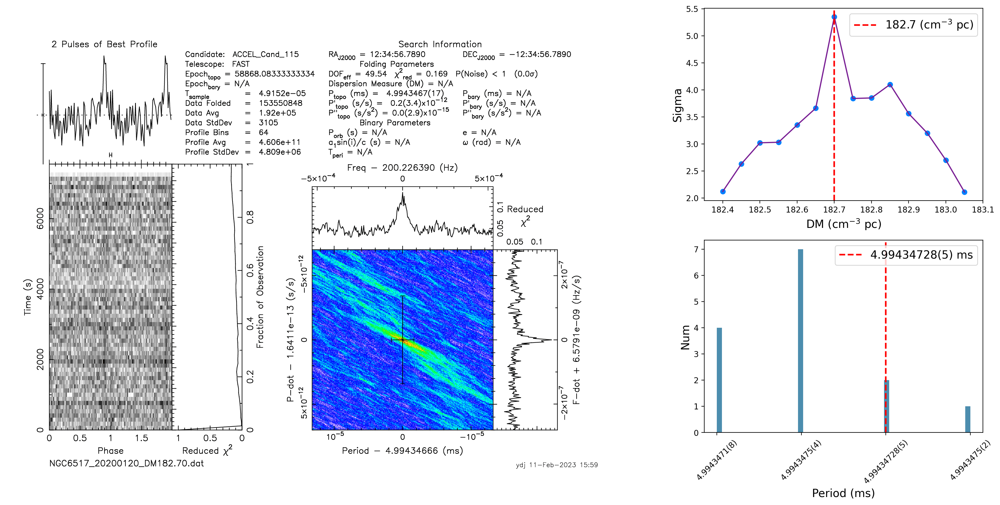 2 Pulses of Best Profile
Search Information
Candidate: ACCEL_Cand_115
RA_J2000 = 12:34:56.7890
DEC_J2000 = −12:34:56.7890
Telescope: FAST
Folding Parameters
Epoch_topo = 58868.08333333334
DOF_eff = 49.54 χ²_red = 0.169 P(Noise) < 1 (0.0σ)
Epoch_bary = N/A
Dispersion Measure (DM) = N/A
T_sample = 4.9152e−05
P_topo (ms) = 4.9943467(17)
P_bary (ms) = N/A
Data Folded = 153550848
P'_topo (s/s) = 0.2(3.4)x10⁻¹²
P'_bary (s/s) = N/A
Data Avg = 1.92e+05
P''_topo (s/s²) = 0.0(2.9)x10⁻¹⁵
P''_bary (s/s²) = N/A
Data StdDev = 3105
Binary Parameters
Profile Bins = 64
P_orb (s) = N/A
e = N/A
Profile Avg = 4.606e+11
a_1sin(i)/c (s) = N/A
ω (rad) = N/A
Profile StdDev = 4.809e+06
T_peri = N/A
Time (s)
0 2000 4000 6000
0 0.5 1 1.5
Phase
1 0.5 0
Reduced χ²
0 0.2 0.4 0.6 0.8 1
Fraction of Observation
NGC6517_20200120_DM182.70.dat
Freq − 200.226390 (Hz)
−5×10⁻⁴ 0 5×10⁻⁴
0.05 0.1
Reduced
χ²
0.05 0.1
P−dot − 1.6411e−13 (s/s)
−5×10⁻¹² 0 5×10⁻¹²
10⁻⁵ 0 −10⁻⁵
Period − 4.99434666 (ms)
2×10⁻⁷ 0 −2×10⁻⁷
F−dot + 6.5791e−09 (Hz/s)
ydj 11−Feb−2023 15:59
182.7 (cm⁻³ pc)
Sigma
5.5
5.0
4.5
4.0
3.5
3.0
2.5
2.0
182.4 182.5 182.6 182.7 182.8 182.9 183.0 183.1
DM (cm⁻³ pc)
4.99434728(5) ms
Num
7
6
5
4
3
2
1
0
4.9943471(8) 4.9943475(4) 4.99434728(5) 4.9943475(2)
Period (ms)